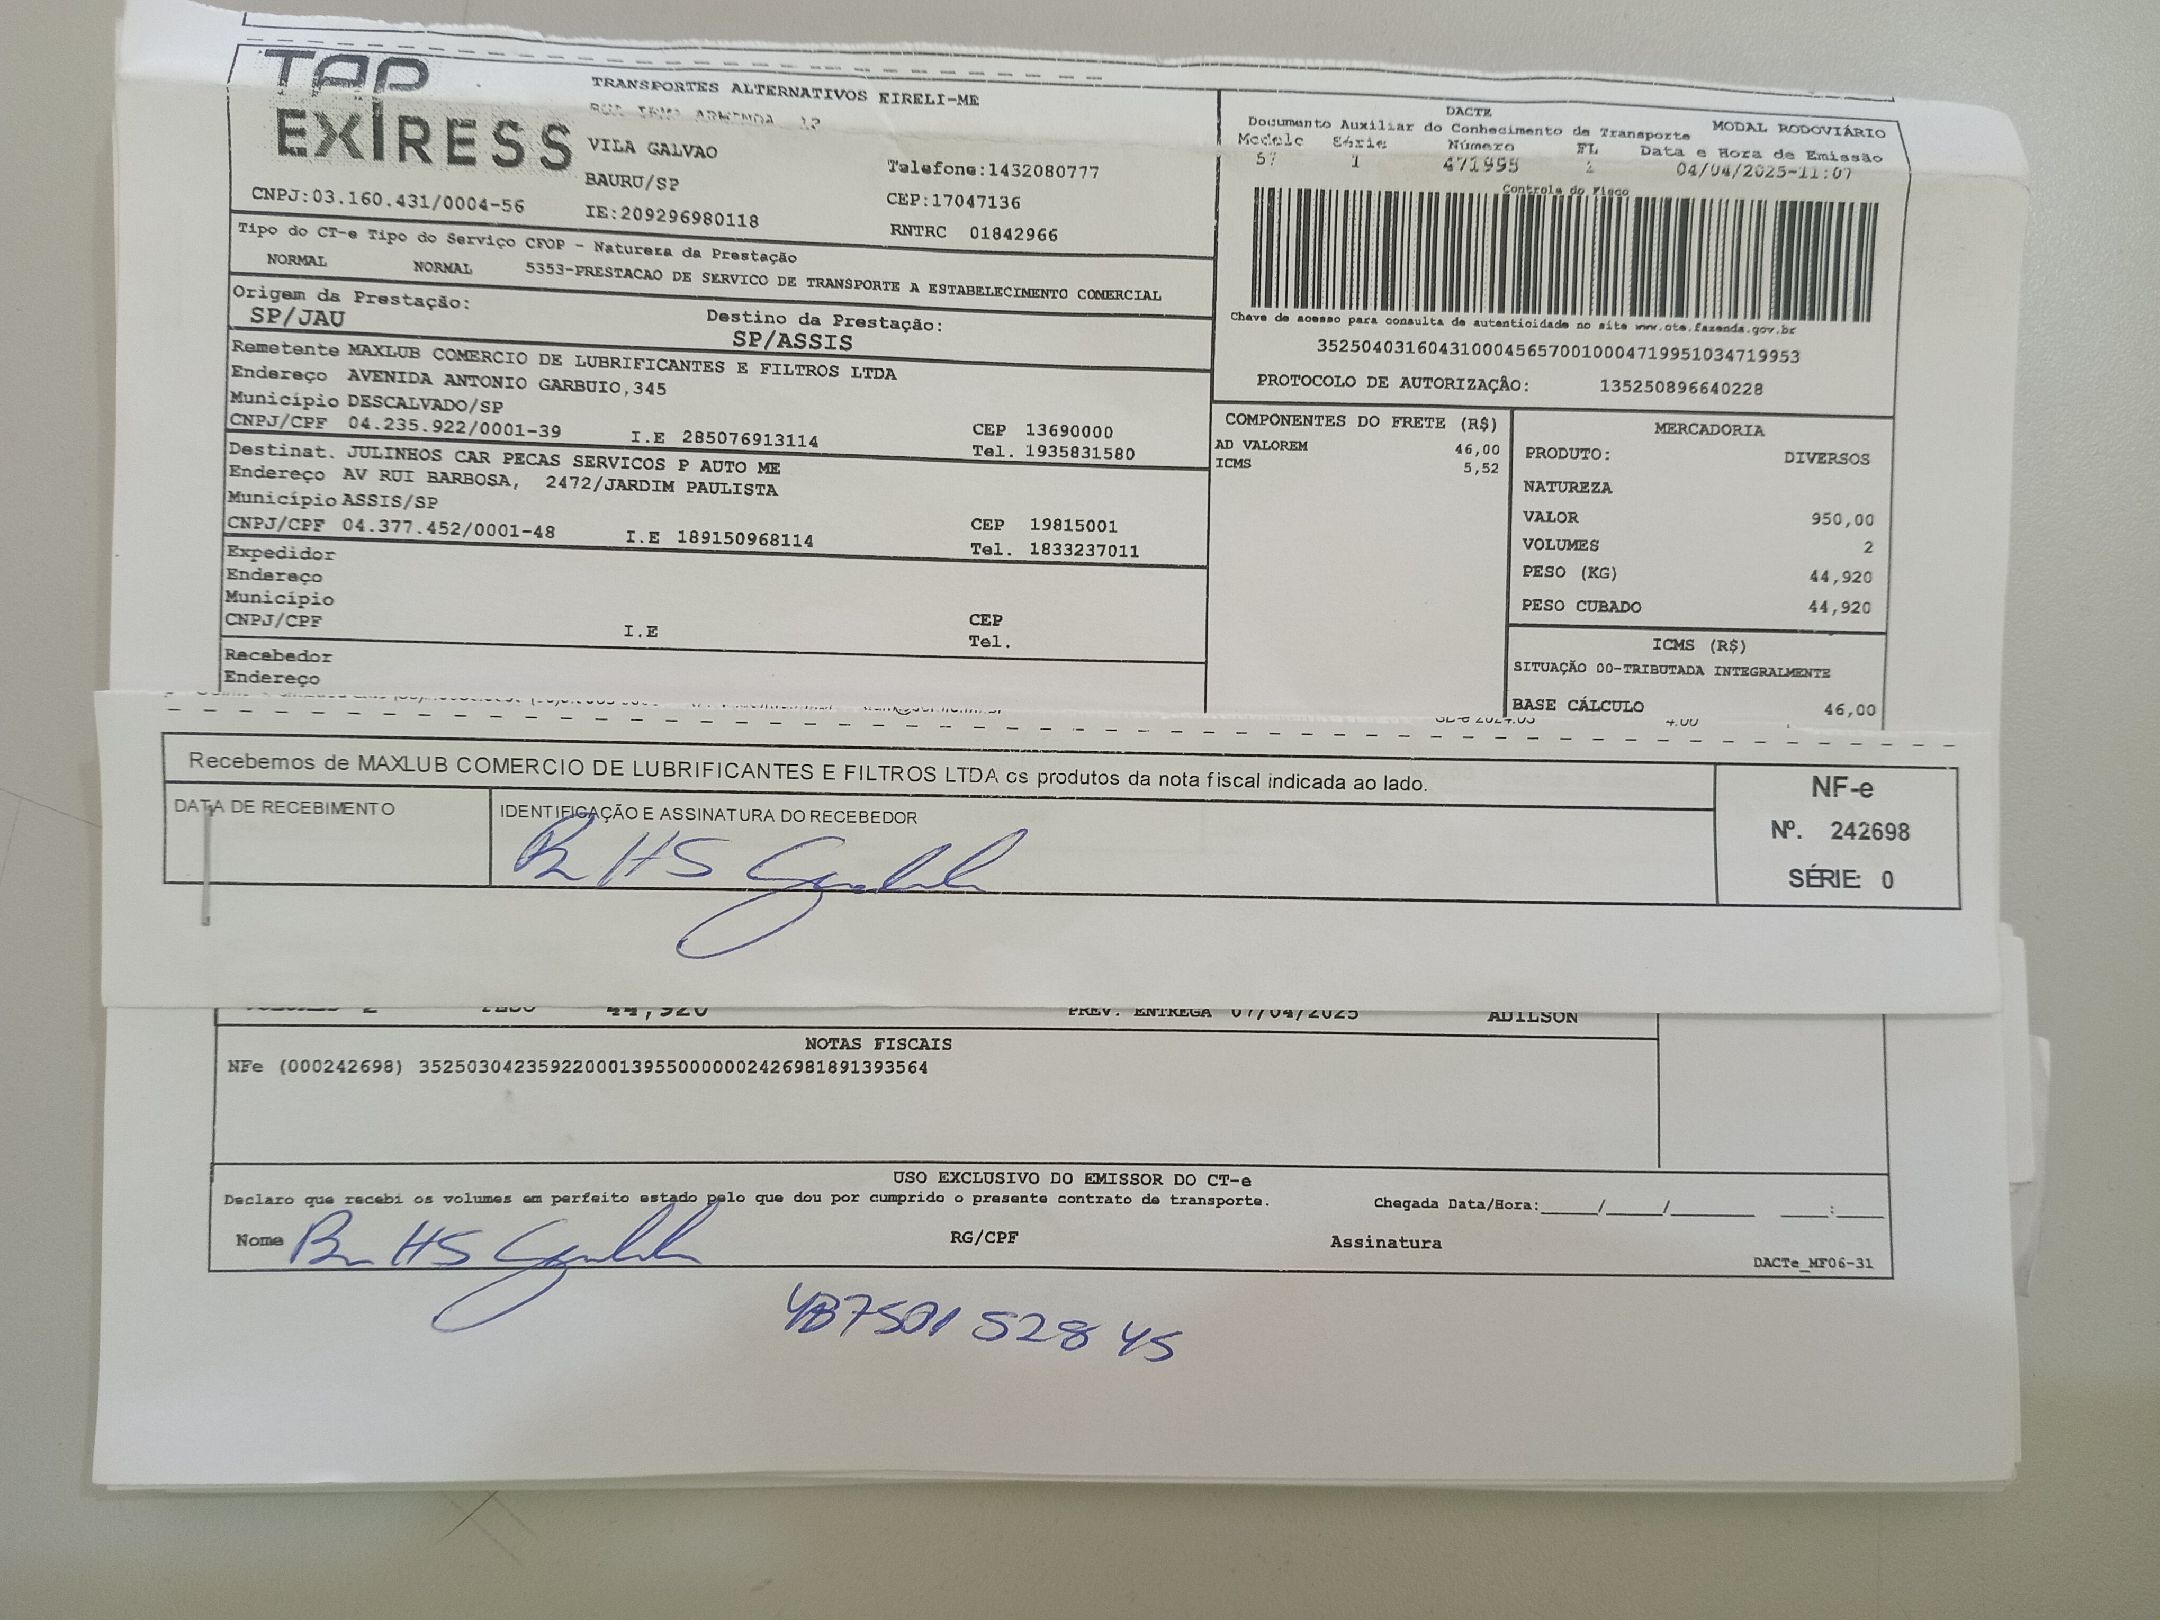 TAP
EXPRESS
TRANSPORTES ALTERNATIVOS EIRELI-ME
VILA GALVAO
BAURU/SP
Telefone:1432080777
CEP:17047136
CNPJ:03.160.431/0004-56
IE:209296980118
RNTRC 01842966
DACTE
Documento Auxiliar do Conhecimento de Transporte
MODAL RODOVIÁRIO
Modelo Série Número FL Data e Hora de Emissão
57 1 471995 04/04/2025-11:07
Controle do Fisco
Chave de acesso para consulta de autenticidade no site www.cte.fazenda.gov.br
35250403160431000456570010004719951034719953
PROTOCOLO DE AUTORIZAÇÂO: 135250896640228
Tipo do CT-e Tipo do Serviço CFOP - Natureza da Prestação
NORMAL NORMAL 5353-PRESTACAO DE SERVICO DE TRANSPORTE A ESTABELECIMENTO COMERCIAL
Origem da Prestação:
SP/JAU
Destino da Prestação:
SP/ASSIS
Remetente MAXLUB COMERCIO DE LUBRIFICANTES E FILTROS LTDA
Endereço AVENIDA ANTONIO GARBUIO,345
Município DESCALVADO/SP
CEP 13690000
CNPJ/CPF 04.235.922/0001-39 I.E 285076913114 Tel. 1935831580
Destinat. JULINHOS CAR PECAS SERVICOS P AUTO ME
Endereço AV RUI BARBOSA, 2472/JARDIM PAULISTA
Município ASSIS/SP
CEP 19815001
CNPJ/CPF 04.377.452/0001-48 I.E 189150968114 Tel. 1833237011
Expedidor
Endereço
Município
CEP
CNPJ/CPF I.E Tel.
Recebedor
Endereço
COMPONENTES DO FRETE (R$)
AD VALOREM 46,00
ICMS 5,52
MERCADORIA
PRODUTO: DIVERSOS
NATUREZA
VALOR 950,00
VOLUMES 2
PESO (KG) 44,920
PESO CUBADO 44,920
ICMS (R$)
SITUAÇÃO 00-TRIBUTADA INTEGRALMENTE
BASE CÁLCULO 46,00
Recebemos de MAXLUB COMERCIO DE LUBRIFICANTES E FILTROS LTDA os produtos da nota fiscal indicada ao lado.
DATA DE RECEBIMENTO
IDENTIFICAÇÃO E ASSINATURA DO RECEBEDOR
NF-e
Nº. 242698
SÉRIE: 0
44,920 PREV. ENTREGA 07/04/2025 ADILSON
NOTAS FISCAIS
NFe (000242698) 35250304235922000139550000002426981891393564
USO EXCLUSIVO DO EMISSOR DO CT-e
Declaro que recebi os volumes em perfeito estado pelo que dou por cumprido o presente contrato de transporte.
Chegada Data/Hora:_____/_____/________ ____:____
Nome RG/CPF Assinatura
DACTe_MF06-31